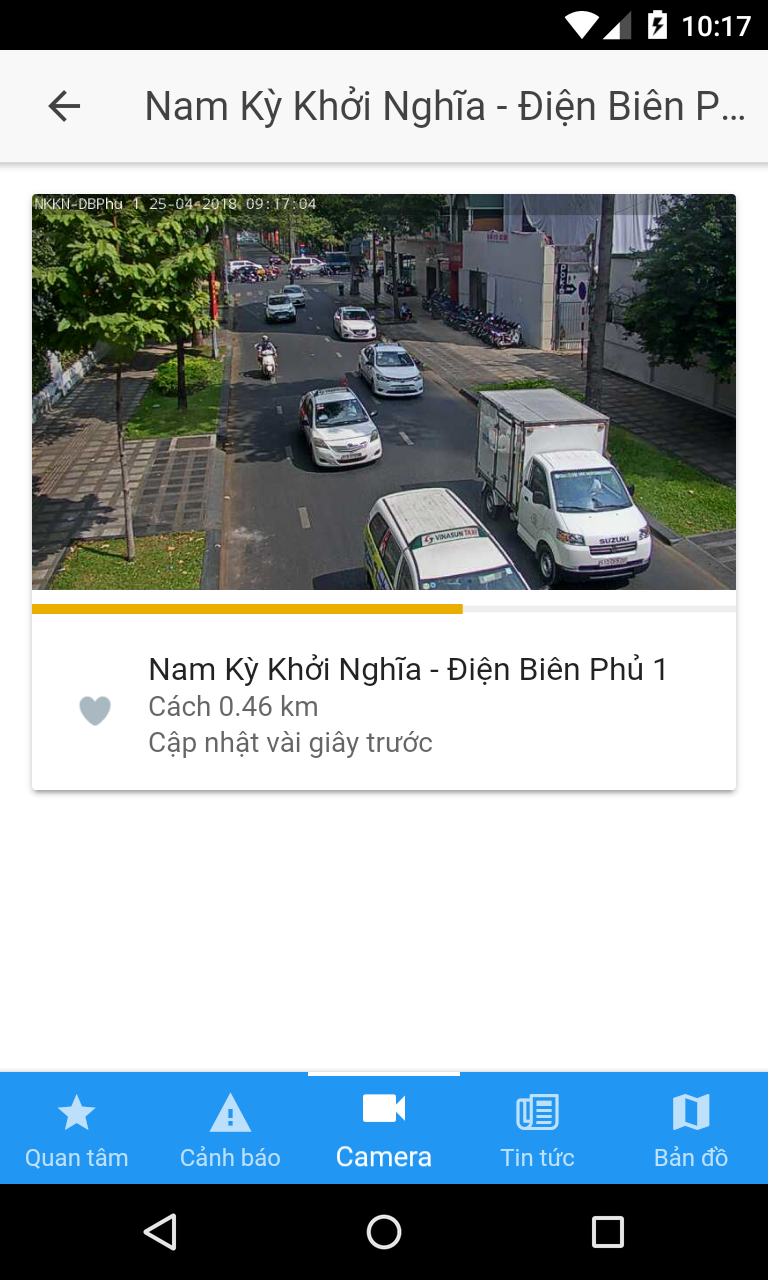 10:17
Nam Kỳ Khởi Nghĩa - Điện Biên P...
NKKN-DBPhu 1 25-04-2018 09:17:04
VINASUN TAXI
SUZUKI
Nam Kỳ Khởi Nghĩa - Điện Biên Phủ 1
Cách 0.46 km
Cập nhật vài giây trước
Quan tâm
Cảnh báo
Camera
Tin tức
Bản đồ